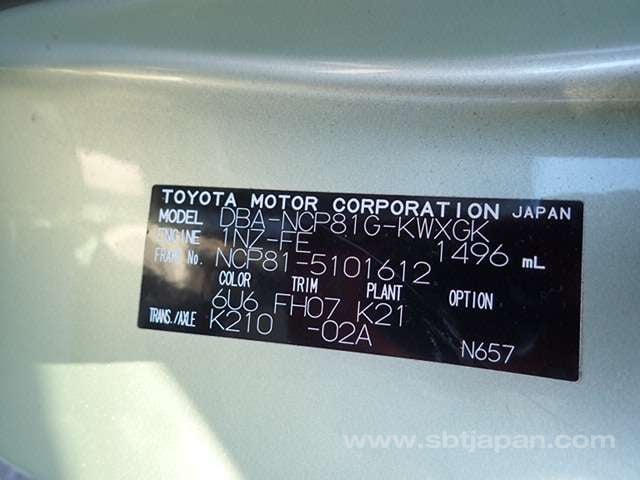 TOYOTA MOTOR CORPORATION JAPAN
MODEL DBA-NCP81G-KWXGK
ENGINE 1NZ-FE 1496 mL
FRAME No. NCP81-5101612
COLOR TRIM PLANT OPTION
6U6 FH07 K21
TRANS./AXLE K210 -02A
N657
www.sbtjapan.com